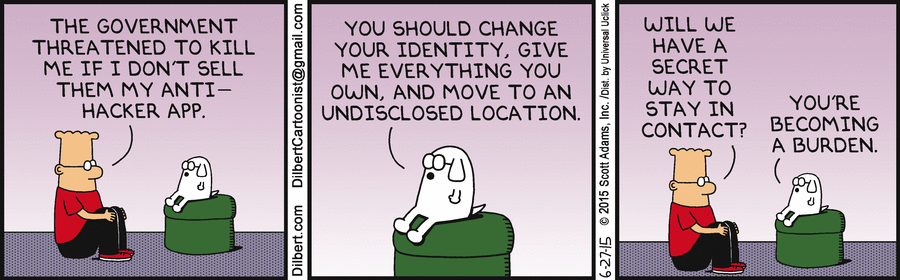 THE GOVERNMENT
THREATENED TO KILL
ME IF I DON'T SELL
THEM MY ANTI-
HACKER APP.
Dilbert.com DilbertCartoonist@gmail.com
YOU SHOULD CHANGE
YOUR IDENTITY, GIVE
ME EVERYTHING YOU
OWN, AND MOVE TO AN
UNDISCLOSED LOCATION.
6-27-15 © 2015 Scott Adams, Inc. /Dist. by Universal Uclick
WILL WE
HAVE A
SECRET
WAY TO
STAY IN
CONTACT?
YOU'RE
BECOMING
A BURDEN.